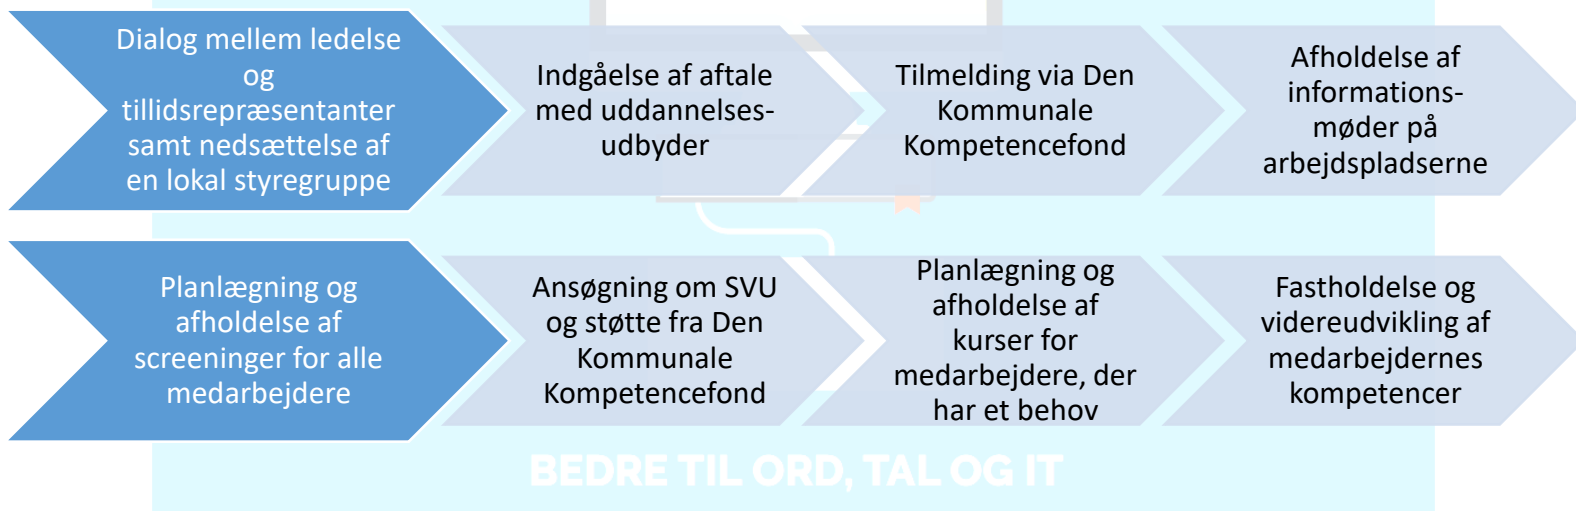 Dialog mellem ledelse
og
tillidsrepræsentanter
samt nedsættelse af
en lokal styregruppe
Indgåelse af aftale
med uddannelses-
udbyder
Tilmelding via Den
Kommunale
Kompetencefond
Afholdelse af
informations-
møder på
arbejdspladserne
Planlægning og
afholdelse af
screeninger for alle
medarbejdere
Ansøgning om SVU
og støtte fra Den
Kommunale
Kompetencefond
Planlægning og
afholdelse af
kurser for
medarbejdere, der
har et behov
Fastholdelse og
videreudvikling af
medarbejdernes
kompetencer
BEDRE TIL ORD, TAL OG IT